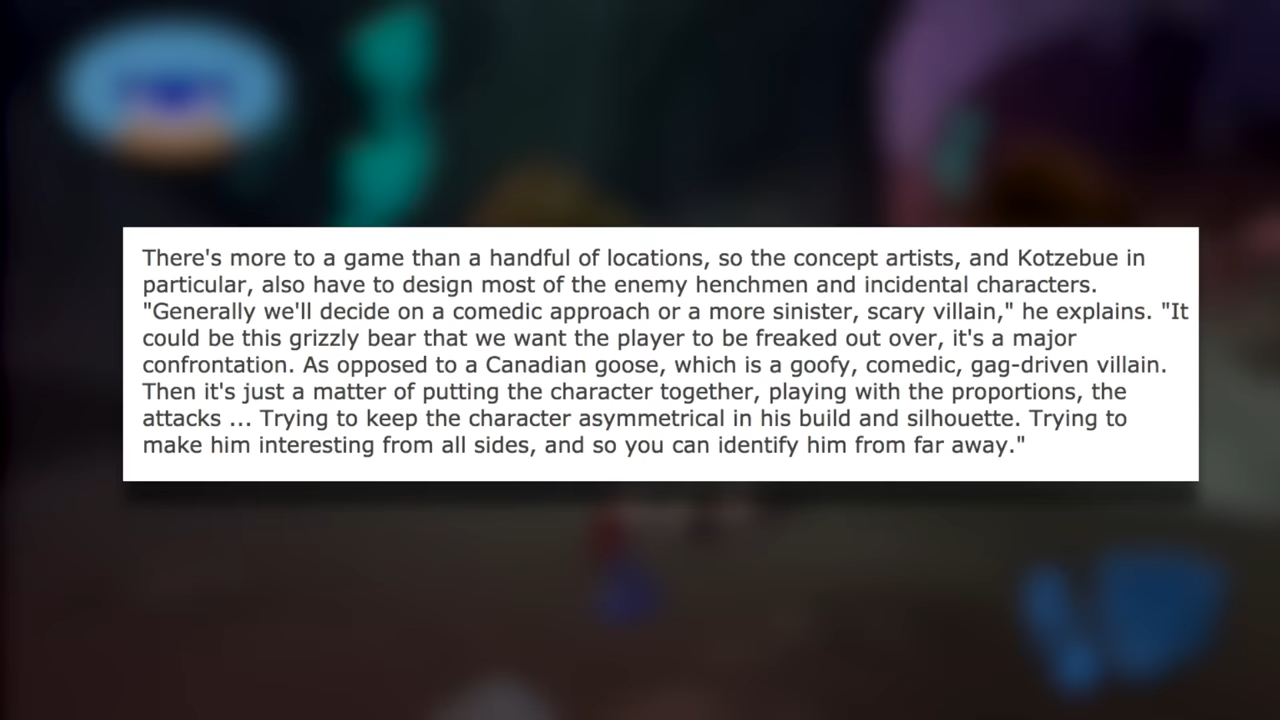 There's more to a game than a handful of locations, so the concept artists, and Kotzebue in
particular, also have to design most of the enemy henchmen and incidental characters.
"Generally we'll decide on a comedic approach or a more sinister, scary villain," he explains. "It
could be this grizzly bear that we want the player to be freaked out over, it's a major
confrontation. As opposed to a Canadian goose, which is a goofy, comedic, gag-driven villain.
Then it's just a matter of putting the character together, playing with the proportions, the
attacks ... Trying to keep the character asymmetrical in his build and silhouette. Trying to
make him interesting from all sides, and so you can identify him from far away."